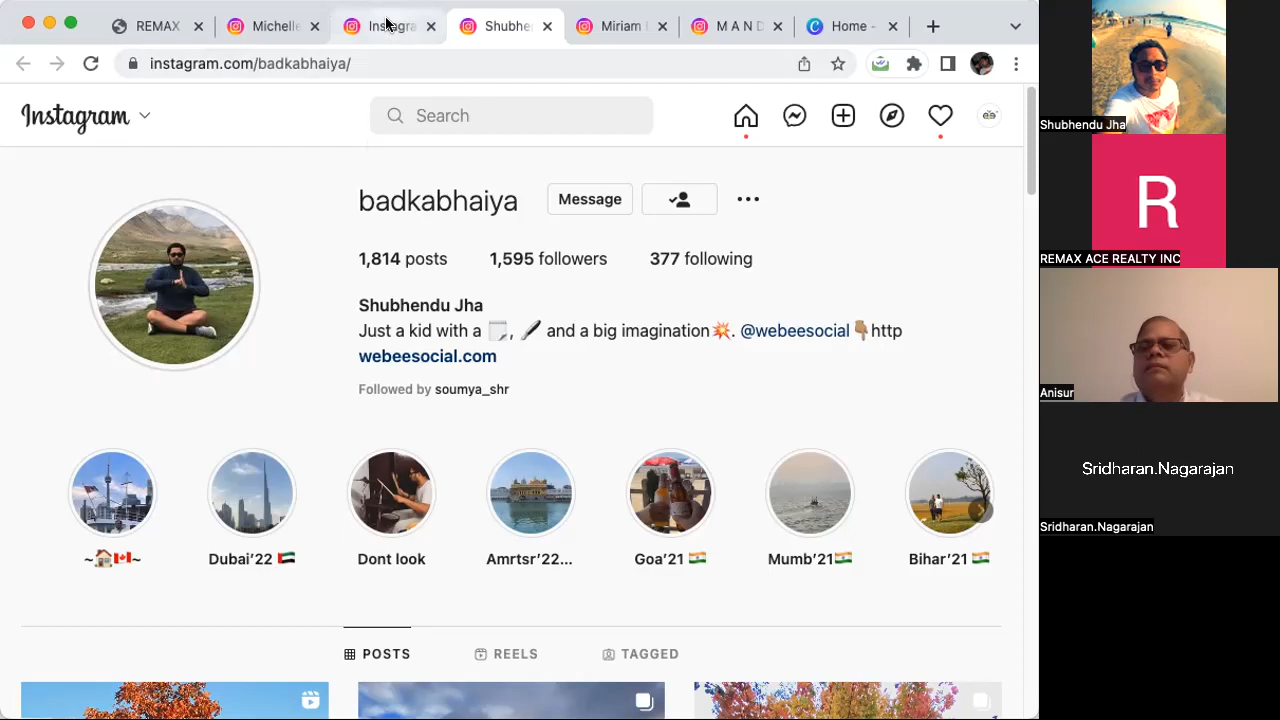 REMAX
Michelle
Instagra
Shubhe
Miriam
M A N D
Home -
instagram.com/badkabhaiya/
Instagram
Search
badkabhaiya
Message
1,814 posts
1,595 followers
377 following
Shubhendu Jha
Just a kid with a 🗒️, 🖋️ and a big imagination💥. @webeesocial👇🏽http
webeesocial.com
Followed by soumya_shr
~🏠🇨🇦~
Dubai'22 🇦🇪
Dont look
Amrtsr'22...
Goa'21 🇮🇳
Mumb'21🇮🇳
Bihar'21 🇮🇳
POSTS
REELS
TAGGED
Shubhendu Jha
R
REMAX ACE REALTY INC
Anisur
Sridharan.Nagarajan
Sridharan.Nagarajan